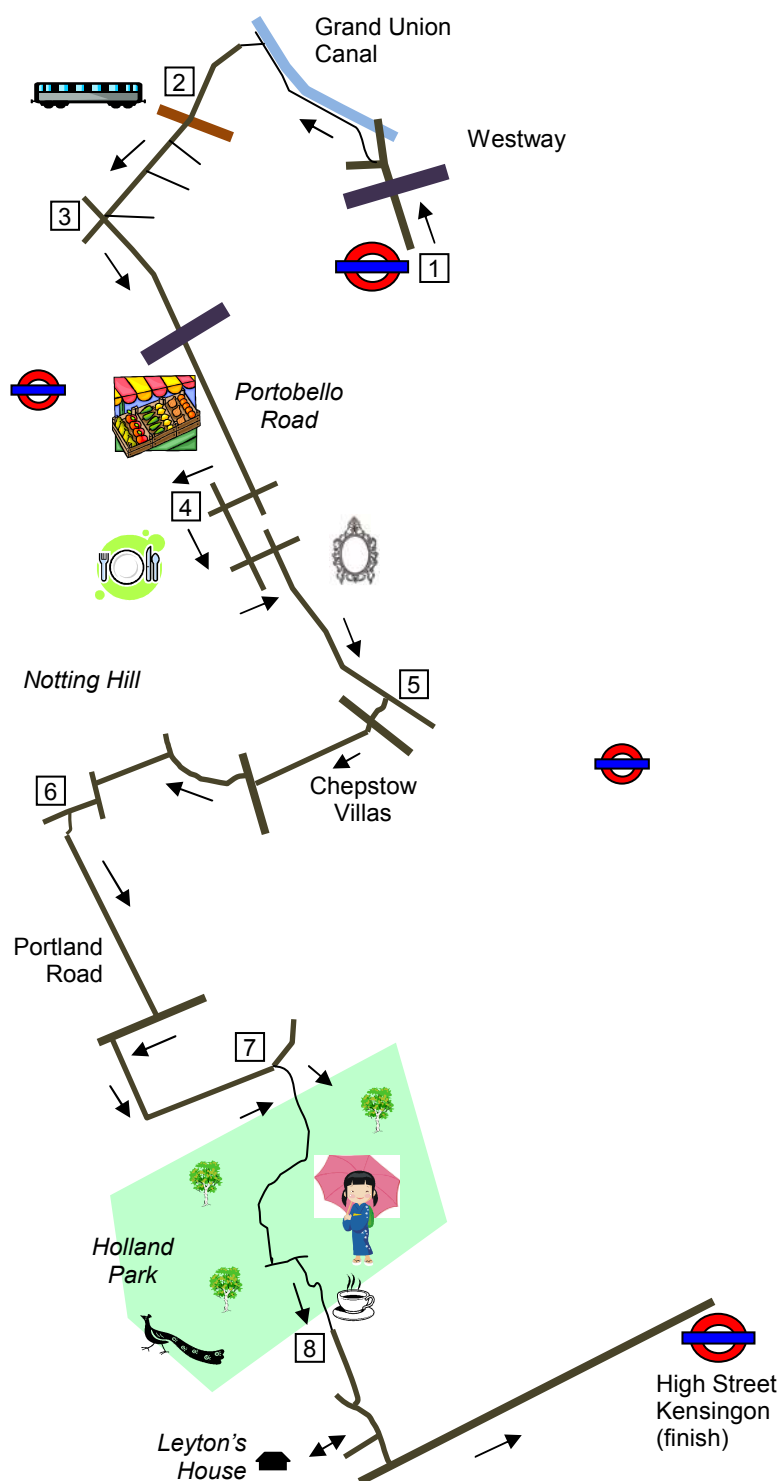 Grand Union
Canal
2
Westway
3
1
Portobello
Road
4
Notting Hill
5
6
Chepstow
Villas
Portland
Road
7
Holland
Park
8
High Street
Kensingon
(finish)
Leyton's
House